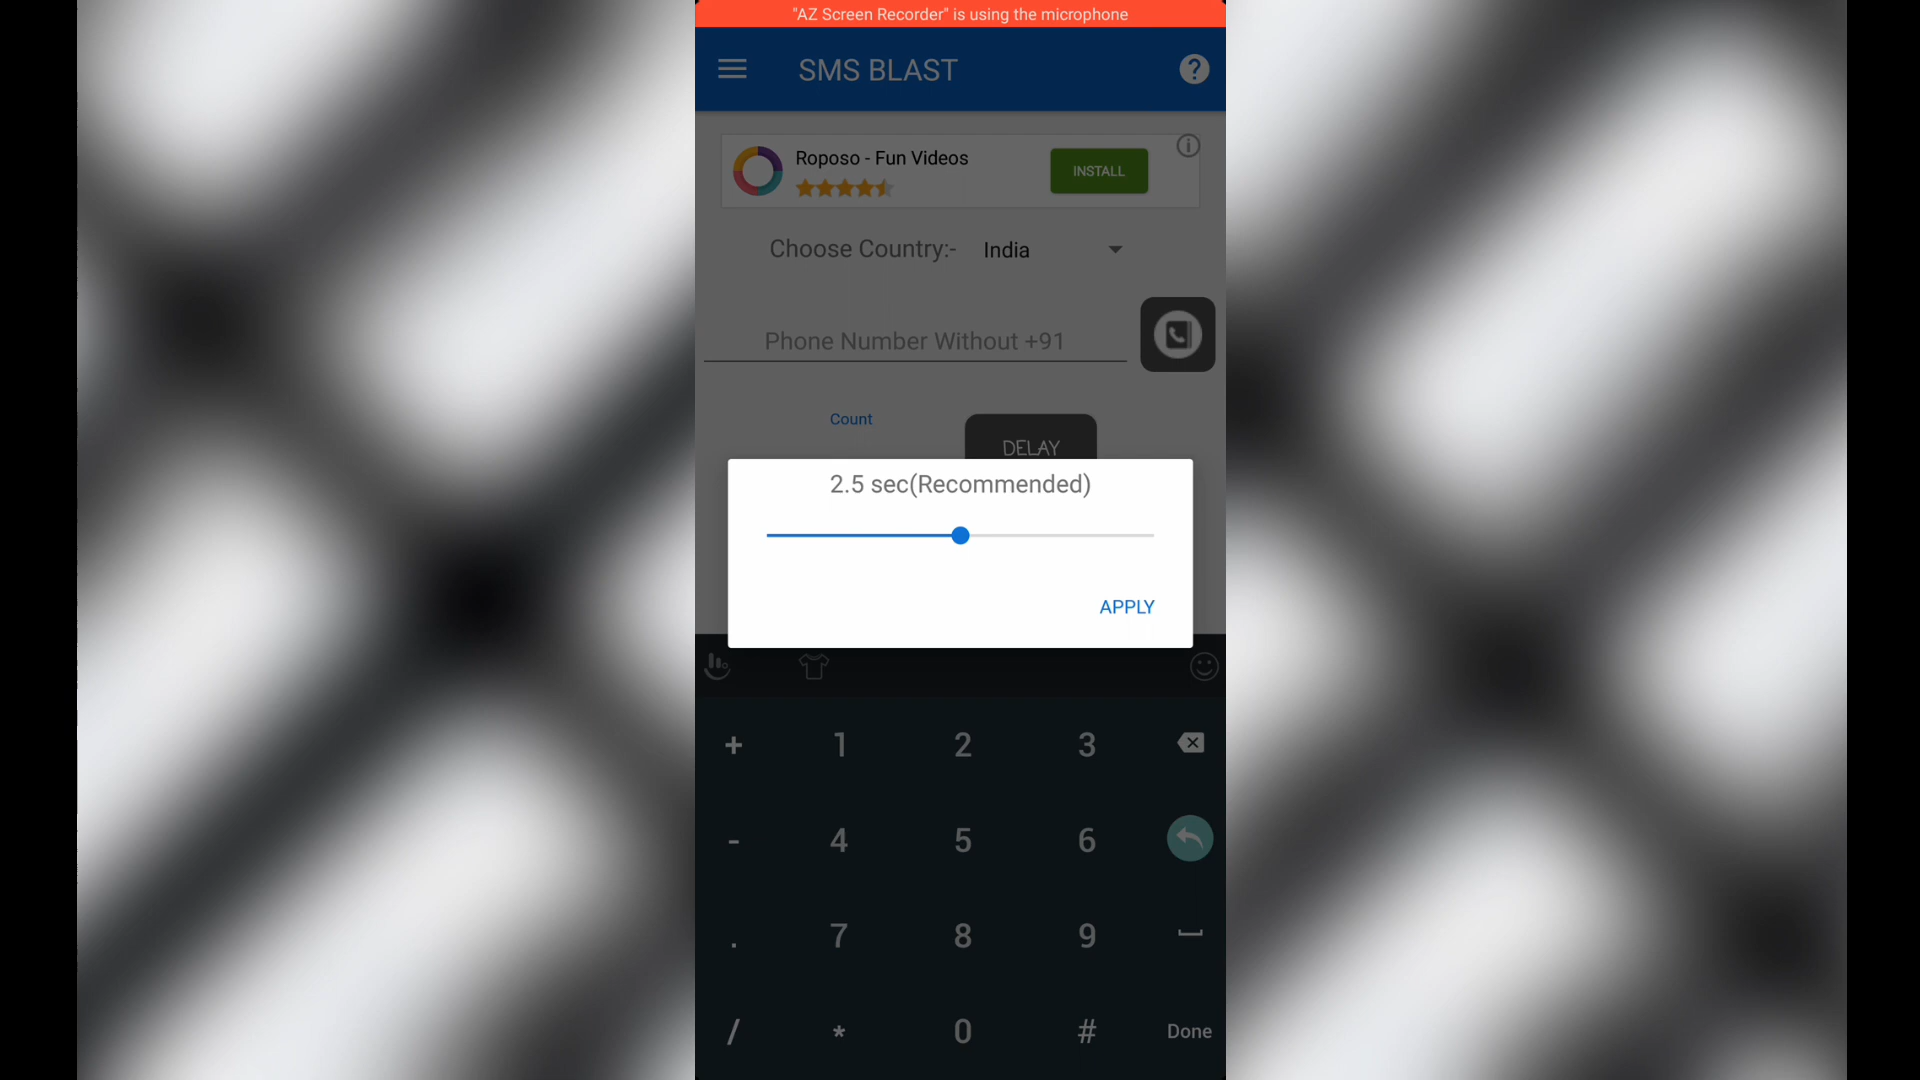 "AZ Screen Recorder" is using the microphone
SMS BLAST
Roposo - Fun Videos
INSTALL
Choose Country:- India
Phone Number Without +91
Count
DELAY
2.5 sec(Recommended)
APPLY
+ 1 2 3
- 4 5 6
. 7 8 9
/ * 0 # Done